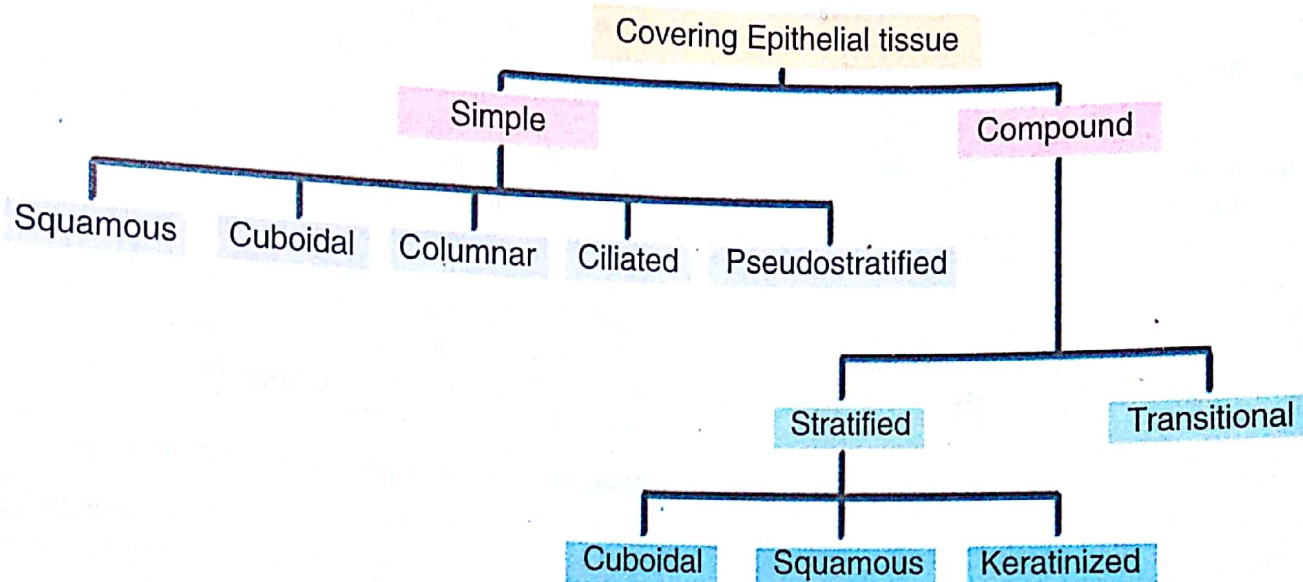 Covering Epithelial tissue
Simple
Compound
Squamous
Cuboidal
Columnar
Ciliated
Pseudostratified
Stratified
Transitional
Cuboidal
Squamous
Keratinized